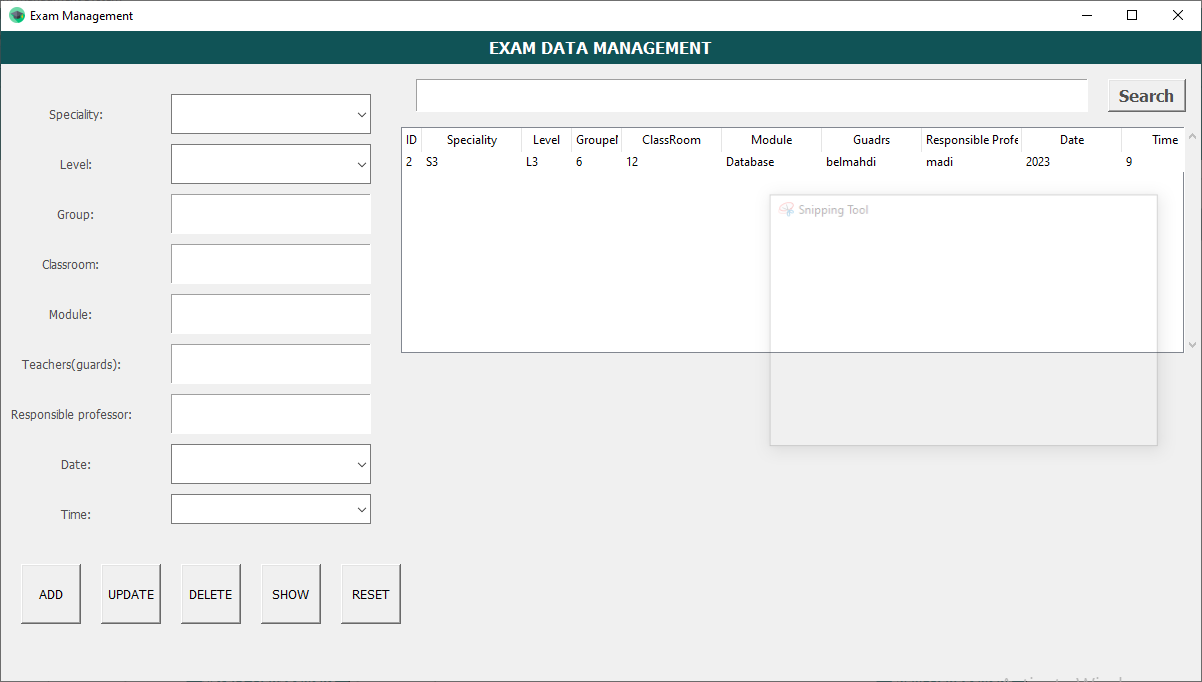 Exam Management
EXAM DATA MANAGEMENT
Speciality:
Level:
Group:
Classroom:
Module:
Teachers(guards):
Responsible professor:
Date:
Time:
ADD UPDATE DELETE SHOW RESET
Search
ID Speciality Level Groupel ClassRoom Module Guadrs Responsible Profe Date Time
2 S3 L3 6 12 Database belmahdi madi 2023 9
Snipping Tool